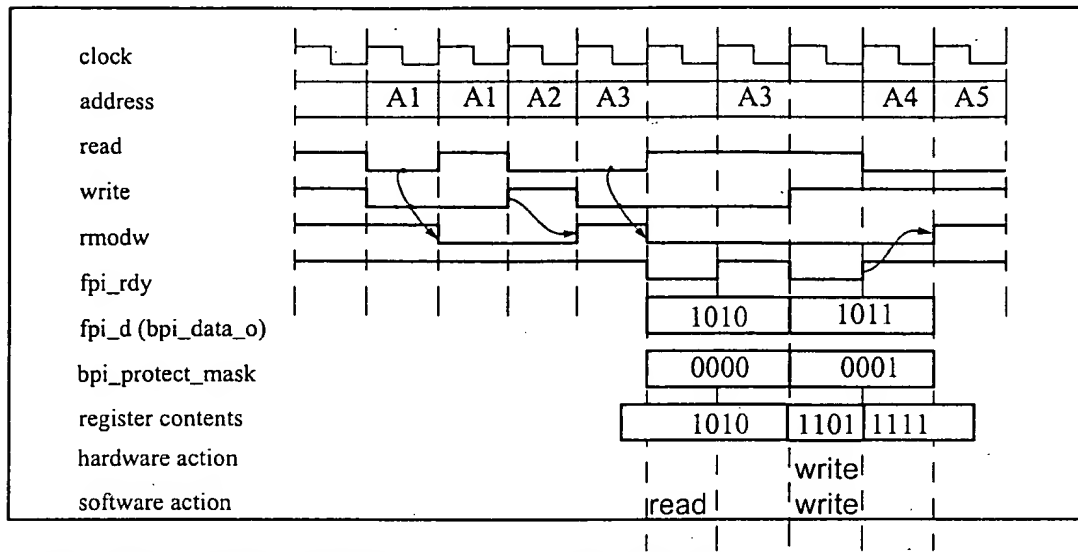 clock
address A1 A1 A2 A3 A3 A4 A5
read
write
rmodw
fpi_rdy
fpi_d (bpi_data_o) 1010 1011
bpi_protect_mask 0000 0001
register contents 1010 1101 1111
hardware action write
software action read write